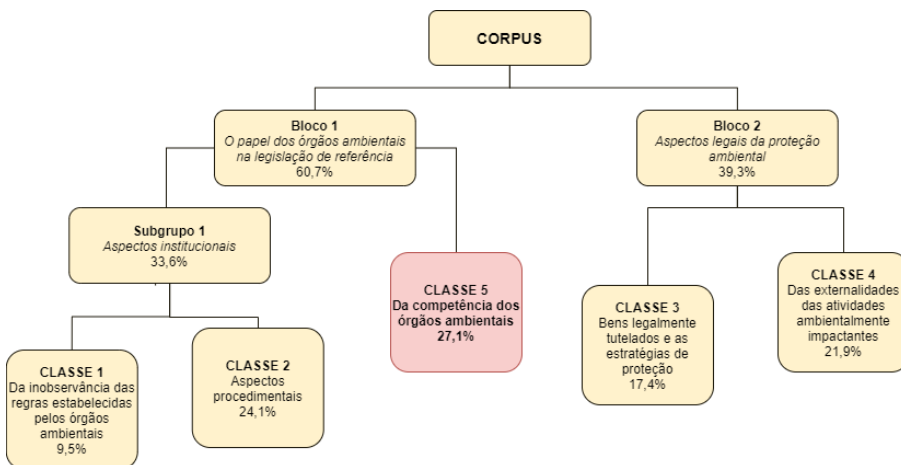 CORPUS
Bloco 1
O papel dos órgãos ambientais
na legislação de referência
60,7%
Bloco 2
Aspectos legais da proteção
ambiental
39,3%
Subgrupo 1
Aspectos institucionais
33,6%
CLASSE 5
Da competência dos
órgãos ambientais
27,1%
CLASSE 3
Bens legalmente
tutelados e as
estratégias de
proteção
17,4%
CLASSE 4
Das externalidades
das atividades
ambientalmente
impactantes
21,9%
CLASSE 1
Da inobservância das
regras estabelecidas
pelos órgãos
ambientais
9,5%
CLASSE 2
Aspectos
procedimentais
24,1%